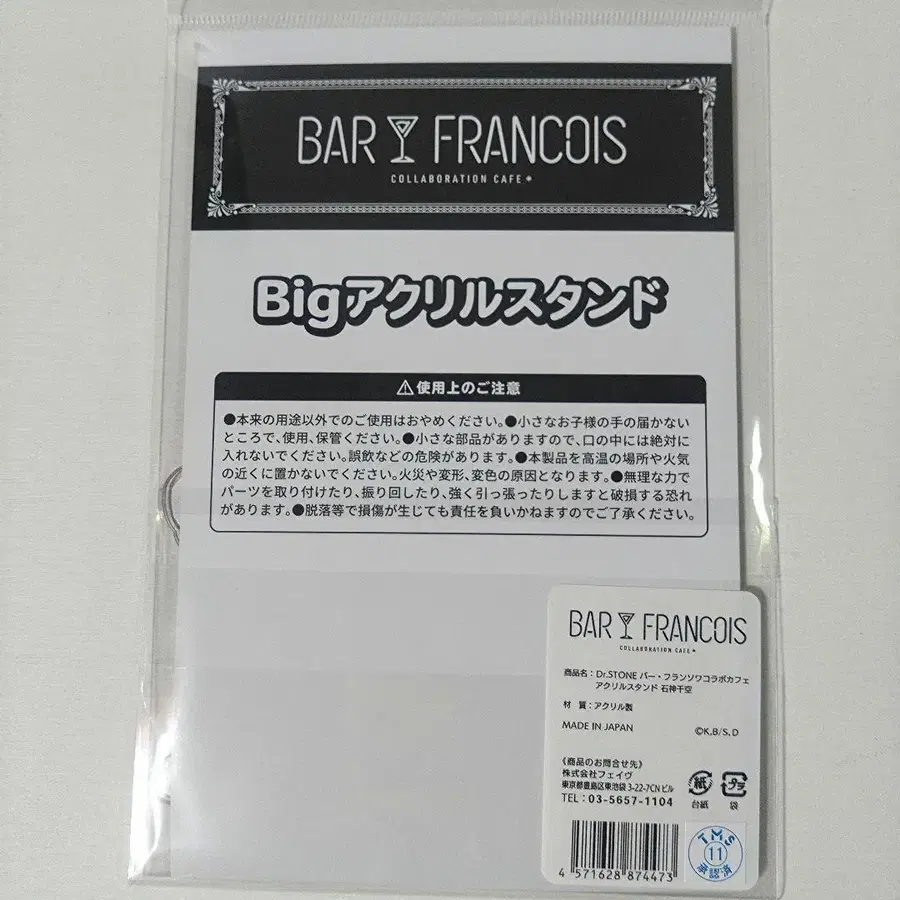 BAR FRANCOIS
COLLABORATION CAFE
Bigアクリルスタンド
使用上のご注意
●本来の用途以外でのご使用はおやめください。●小さなお子様の手の届かない
ところで、使用、保管ください。●小さな部品がありますので、口の中には絶対に
入れないでください。誤飲などの危険があります。●本製品を高温の場所や火気
の近くに置かないでください。火災や変形、変色の原因となります。●無理な力で
パーツを取り付けたり、振り回したり、強く引っ張ったりしますと破損する恐れ
があります。●脱落等で損傷が生じても責任を負いかねますのでご了承ください。
BAR FRANCOIS
COLLABORATION CAFE
商品名:Dr.STONE バー・フランソワコラボカフェ
アクリルスタンド 石神千空
材 質:アクリル製
MADE IN JAPAN
©K,B/S,D
《商品のお問合せ先》
株式会社フェイヴ
東京都豊島区東池袋 3-22-7CN ビル
TEL:03-5657-1104
紙
台紙
プラ
袋
4 571628 874473
TMS
11
承認済